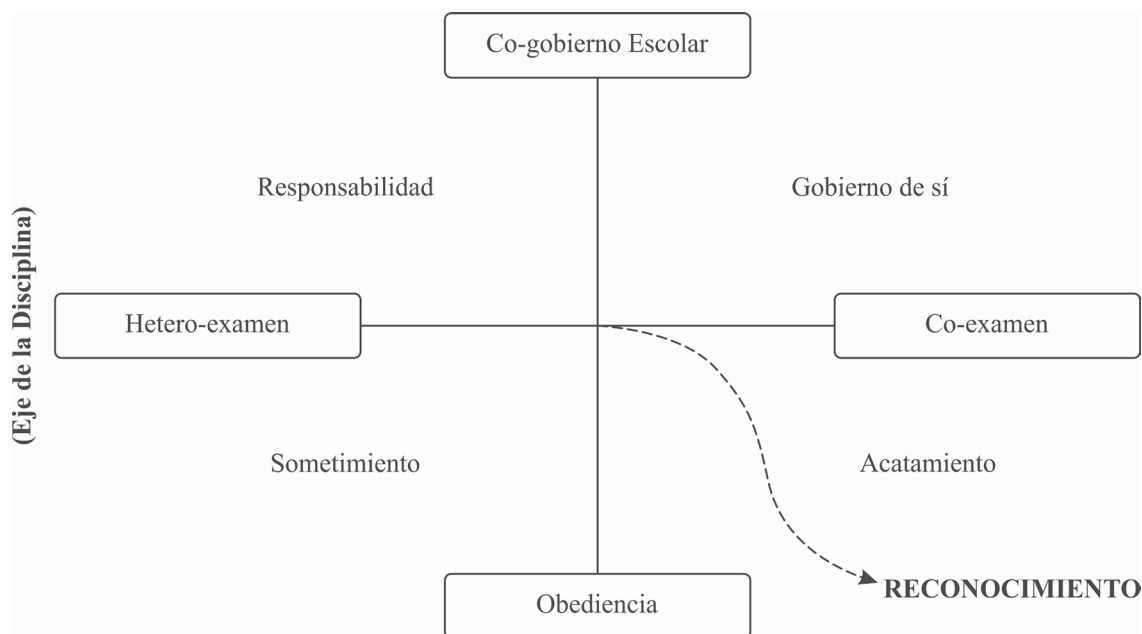 Co-gobierno Escolar
Responsabilidad
Gobierno de sí
(Eje de la Disciplina)
Hetero-examen
Co-examen
Sometimiento
Acatamiento
RECONOCIMIENTO
Obediencia